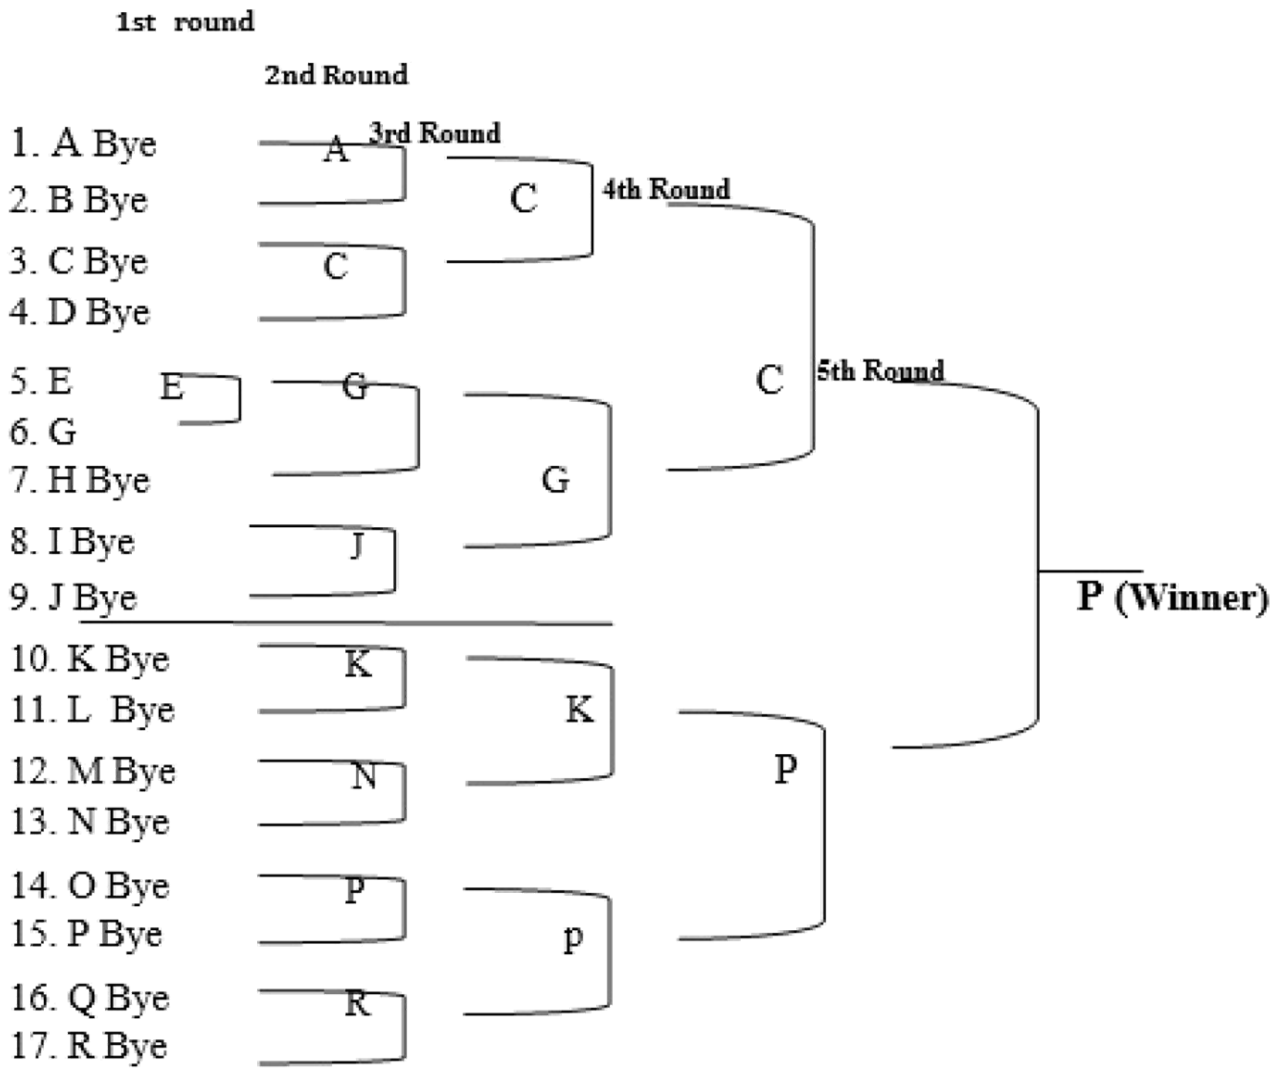 1st round
2nd Round
3rd Round
4th Round
5th Round
1. A Bye
2. B Bye
3. C Bye
4. D Bye
5. E
6. G
7. H Bye
8. I Bye
9. J Bye
10. K Bye
11. L Bye
12. M Bye
13. N Bye
14. O Bye
15. P Bye
16. Q Bye
17. R Bye
E
A
C
G
J
K
N
P
R
C
G
K
p
C
P
P (Winner)